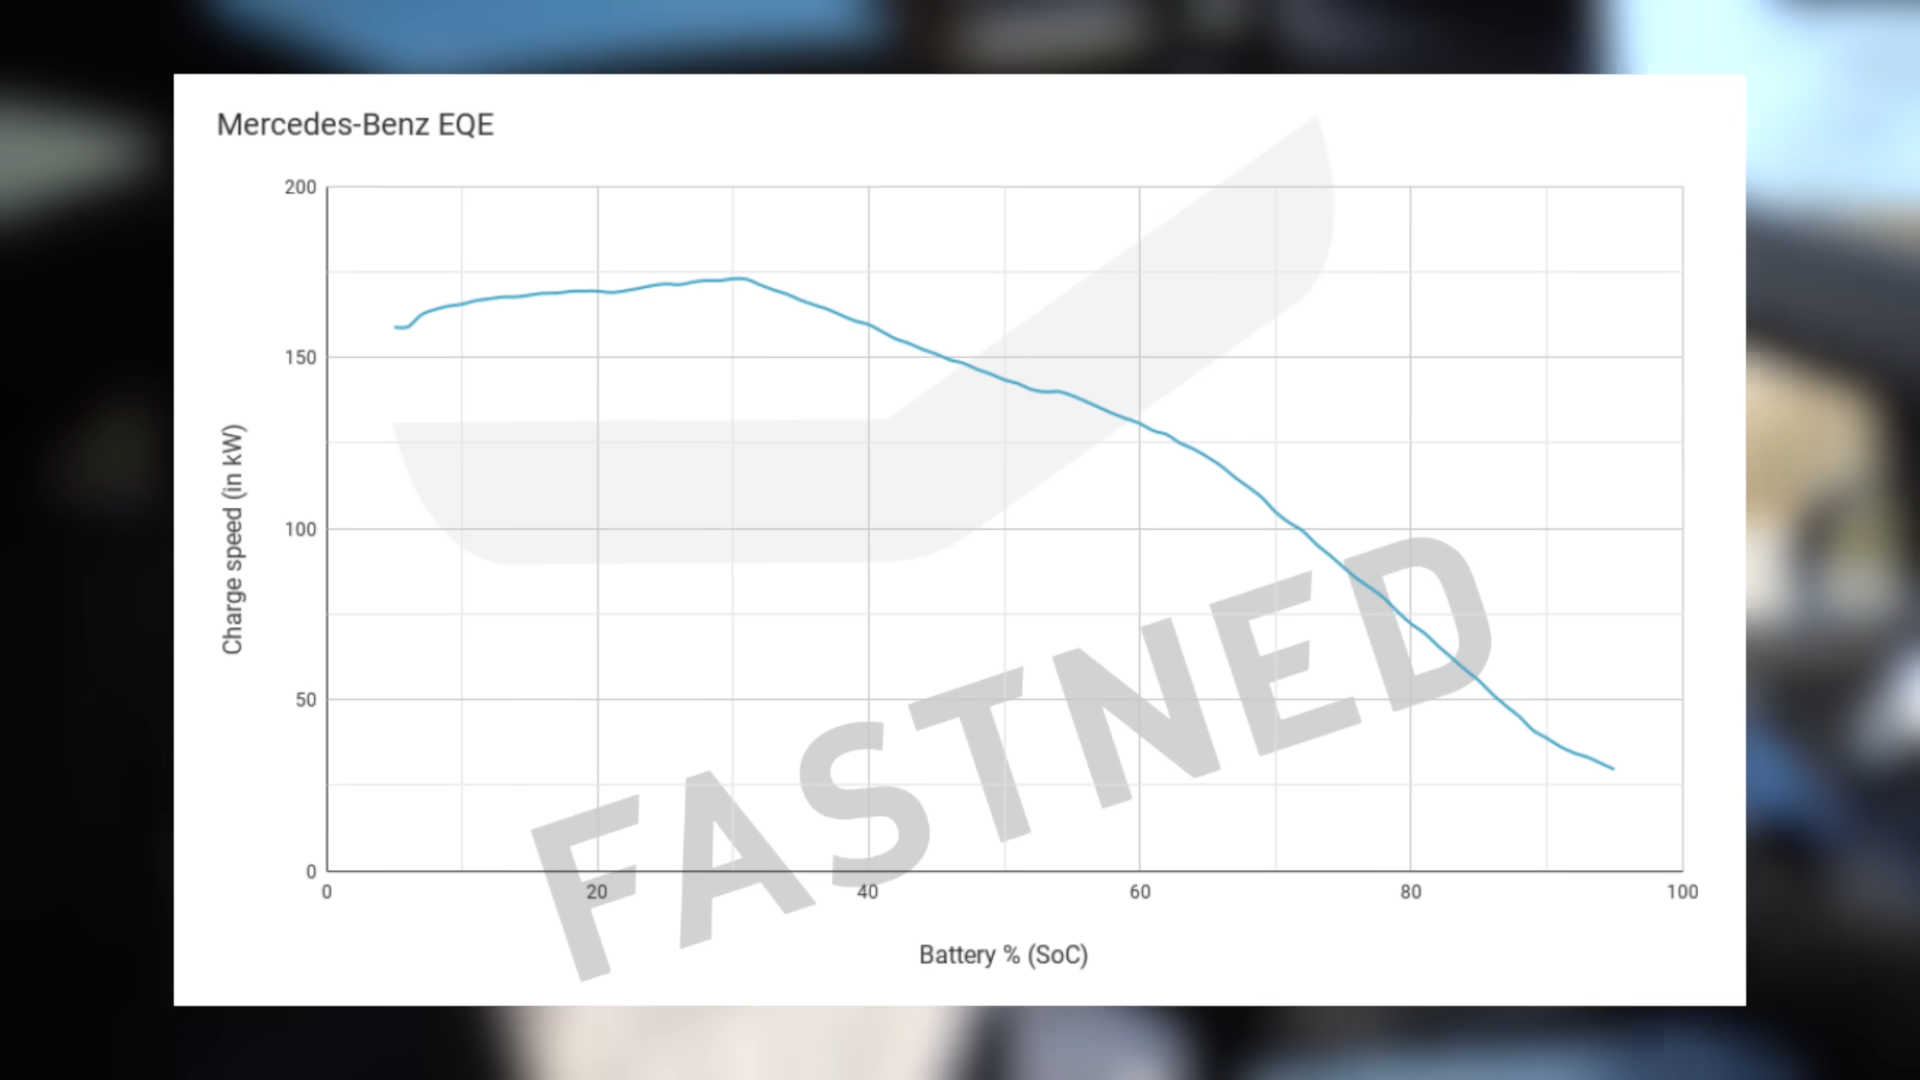 Mercedes-Benz EQE
200
150
100
50
0
Charge speed (in kW)
0 20 40 60 80 100
Battery % (SoC)
FASTNED